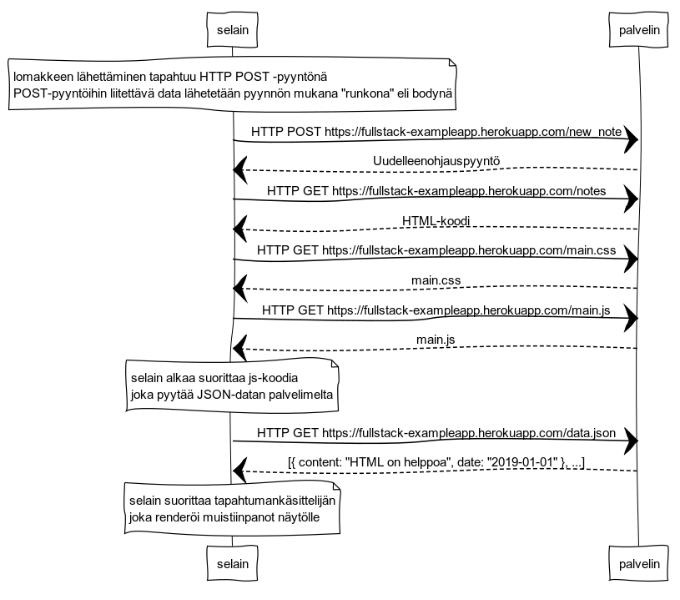 selain palvelin
lomakkeen lähettäminen tapahtuu HTTP POST -pyyntönä
POST-pyyntöihin liitettävä data lähetetään pyynnön mukana "runkona" eli bodynä
HTTP POST https://fullstack-exampleapp.herokuapp.com/new_note
Uudelleenohjauspyyntö
HTTP GET https://fullstack-exampleapp.herokuapp.com/notes
HTML-koodi
HTTP GET https://fullstack-exampleapp.herokuapp.com/main.css
main.css
HTTP GET https://fullstack-exampleapp.herokuapp.com/main.js
main.js
selain alkaa suorittaa js-koodia
joka pyytää JSON-datan palvelimelta
HTTP GET https://fullstack-exampleapp.herokuapp.com/data.json
[{ content: "HTML on helppoa", date: "2019-01-01" }, ...]
selain suorittaa tapahtumankäsittelijän
joka renderöi muistiinpanot näytölle
selain palvelin